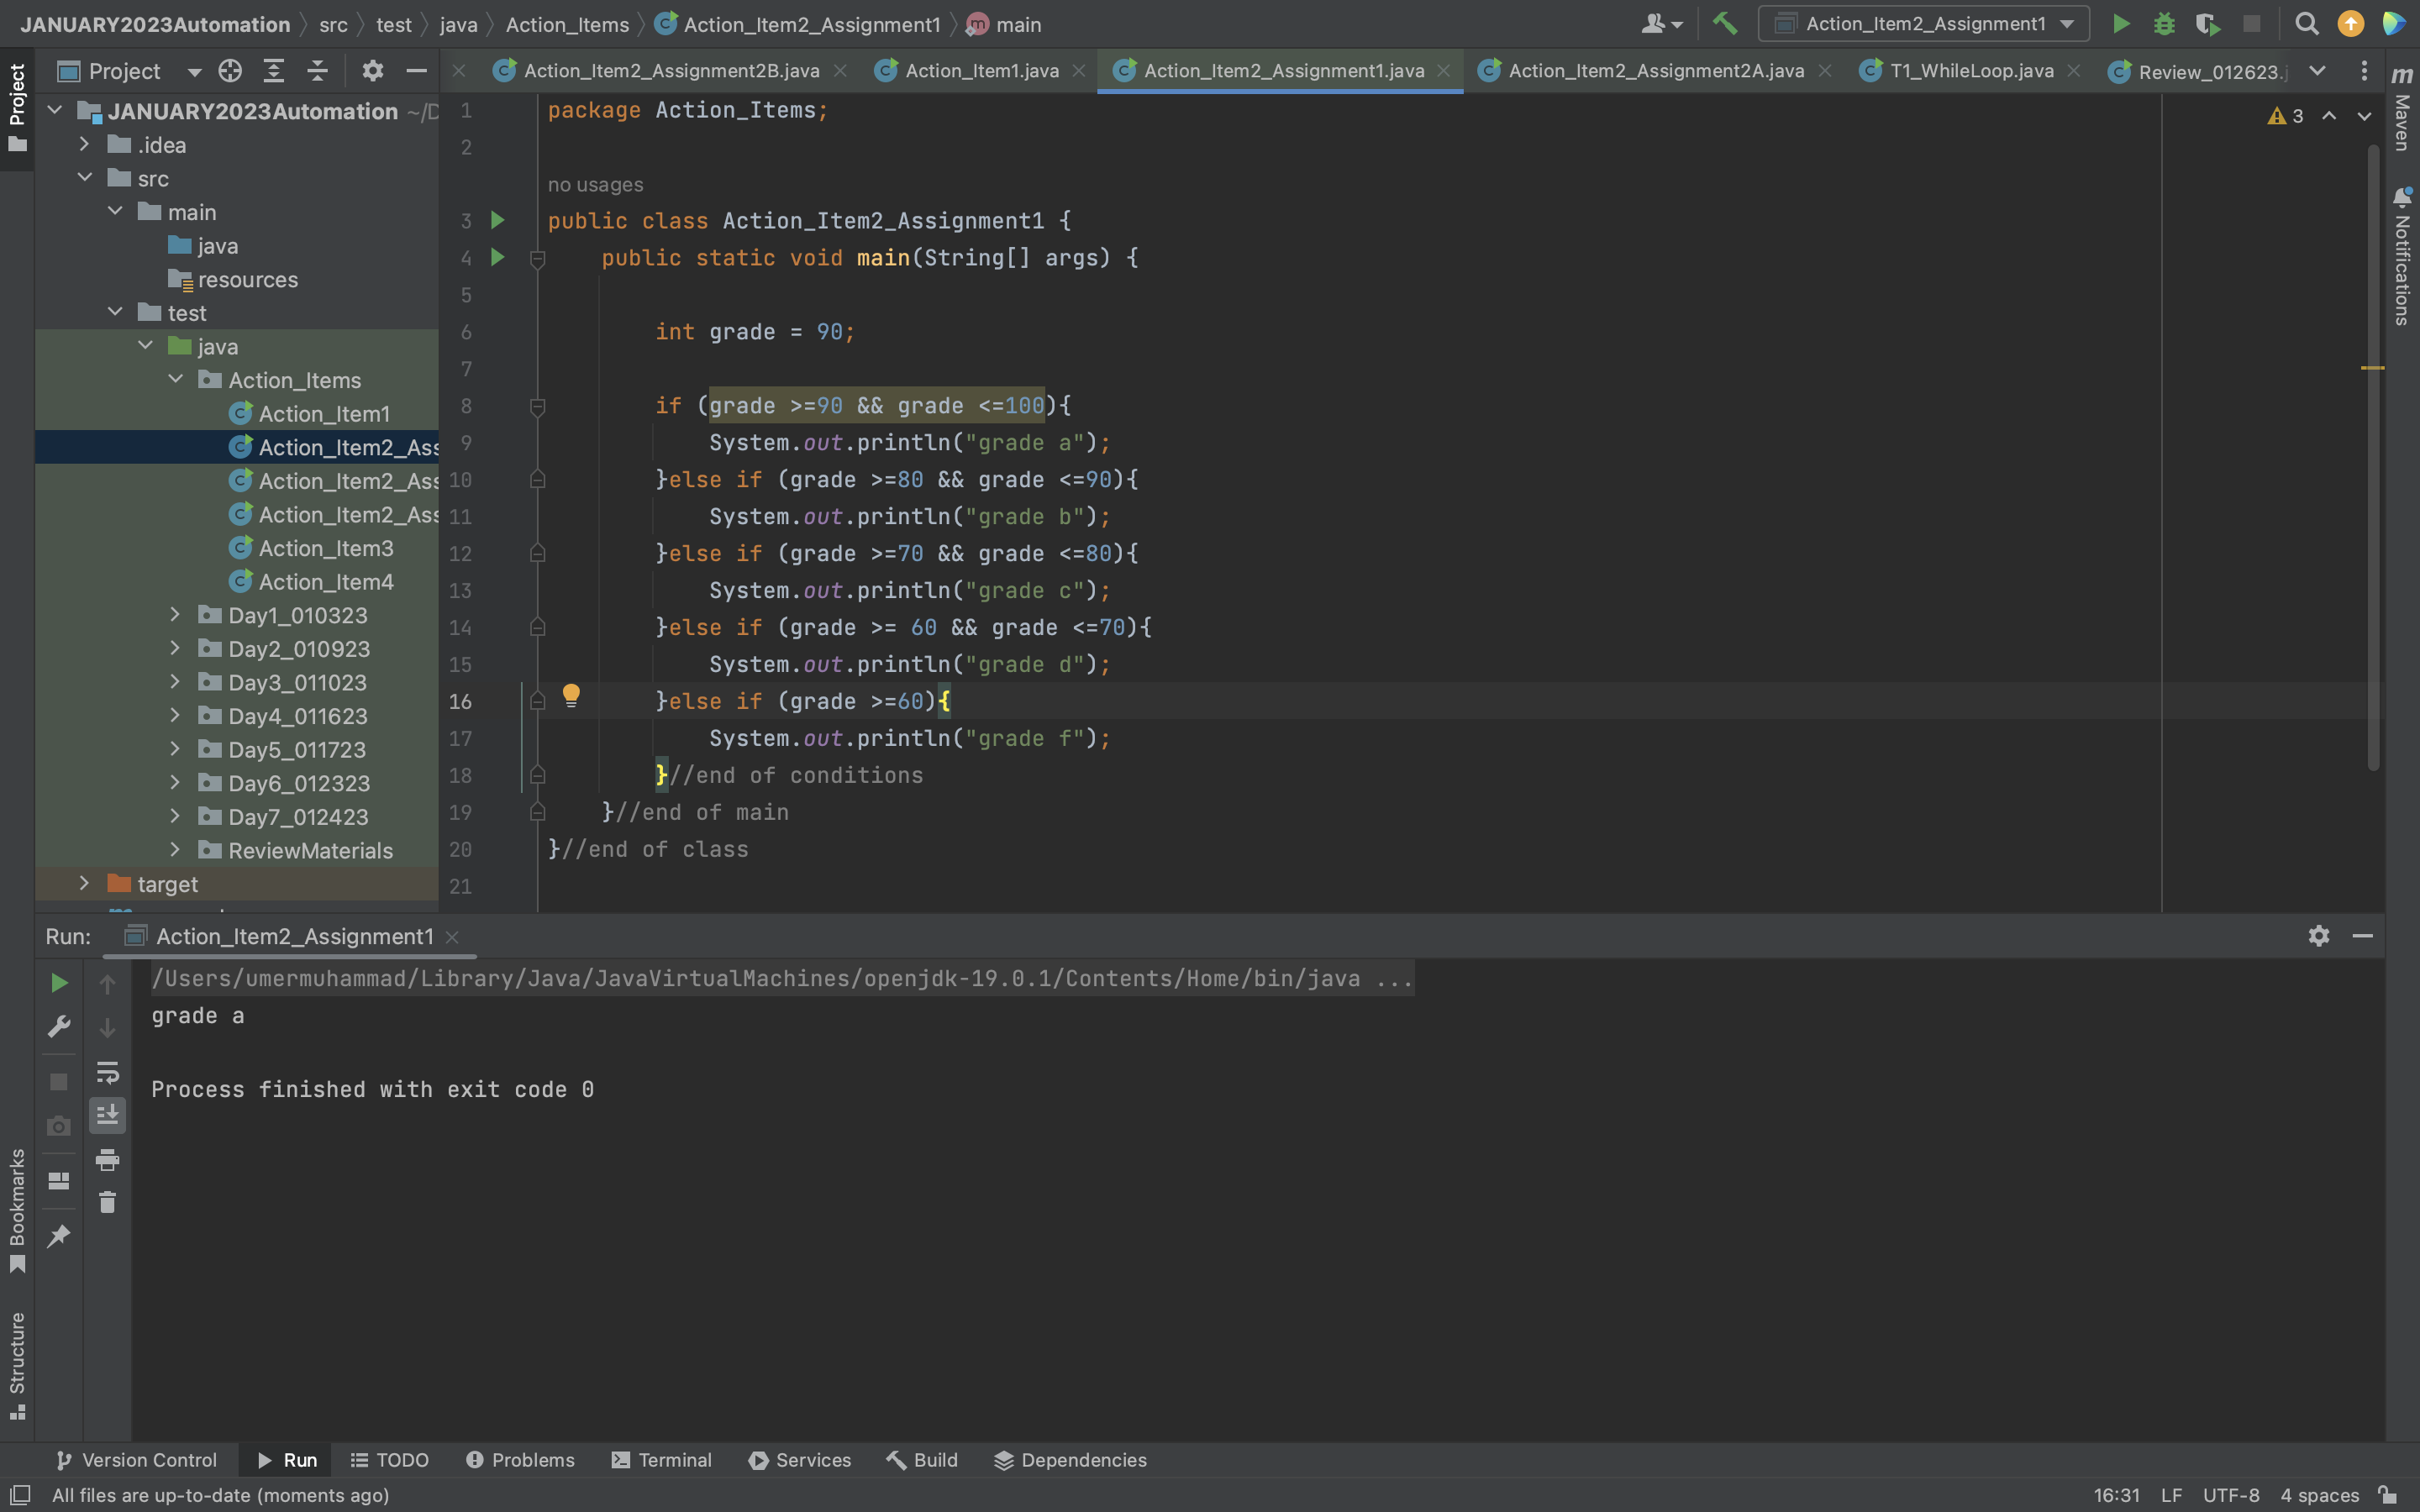 JANUARY2023Automation src test java Action_Items Action_Item2_Assignment1 main
Action_Item2_Assignment1
Project
Action_Item2_Assignment2B.java Action_Item1.java Action_Item2_Assignment1.java Action_Item2_Assignment2A.java T1_WhileLoop.java Review_012623.j
Project
Maven
Notifications
Bookmarks
Structure
JANUARY2023Automation ~/D
.idea
src
main
java
resources
test
java
Action_Items
Action_Item1
Action_Item2_Ass
Action_Item2_Ass
Action_Item2_Ass
Action_Item3
Action_Item4
Day1_010323
Day2_010923
Day3_011023
Day4_011623
Day5_011723
Day6_012323
Day7_012423
ReviewMaterials
target
3
1 package Action_Items;
2
no usages
3 public class Action_Item2_Assignment1 {
4 public static void main(String[] args) {
5
6 int grade = 90;
7
8 if (grade >=90 && grade <=100){
9 System.out.println("grade a");
10 }else if (grade >=80 && grade <=90){
11 System.out.println("grade b");
12 }else if (grade >=70 && grade <=80){
13 System.out.println("grade c");
14 }else if (grade >= 60 && grade <=70){
15 System.out.println("grade d");
16 }else if (grade >=60){
17 System.out.println("grade f");
18 }//end of conditions
19 }//end of main
20 }//end of class
21
Run: Action_Item2_Assignment1
/Users/umermuhammad/Library/Java/JavaVirtualMachines/openjdk-19.0.1/Contents/Home/bin/java ...
grade a
Process finished with exit code 0
Version Control Run TODO Problems Terminal Services Build Dependencies
All files are up-to-date (moments ago) 16:31 LF UTF-8 4 spaces